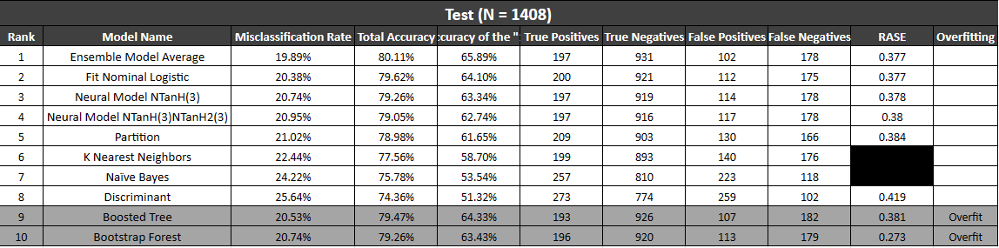 Test (N = 1408)
Rank Model Name Misclassification Rate Total Accuracy ccuracy of the " True Positives True Negatives False Positives False Negatives RASE Overfitting
1 Ensemble Model Average 19.89% 80.11% 65.89% 197 931 102 178 0.377
2 Fit Nominal Logistic 20.38% 79.62% 64.10% 200 921 112 175 0.377
3 Neural Model NTanH(3) 20.74% 79.26% 63.34% 197 919 114 178 0.378
4 Neural Model NTanH(3)NTanH2(3) 20.95% 79.05% 62.74% 197 916 117 178 0.38
5 Partition 21.02% 78.98% 61.65% 209 903 130 166 0.384
6 K Nearest Neighbors 22.44% 77.56% 58.70% 199 893 140 176
7 Naïve Bayes 24.22% 75.78% 53.54% 257 810 223 118
8 Discriminant 25.64% 74.36% 51.32% 273 774 259 102 0.419
9 Boosted Tree 20.53% 79.47% 64.33% 193 926 107 182 0.381 Overfit
10 Bootstrap Forest 20.74% 79.26% 63.43% 196 920 113 179 0.273 Overfit